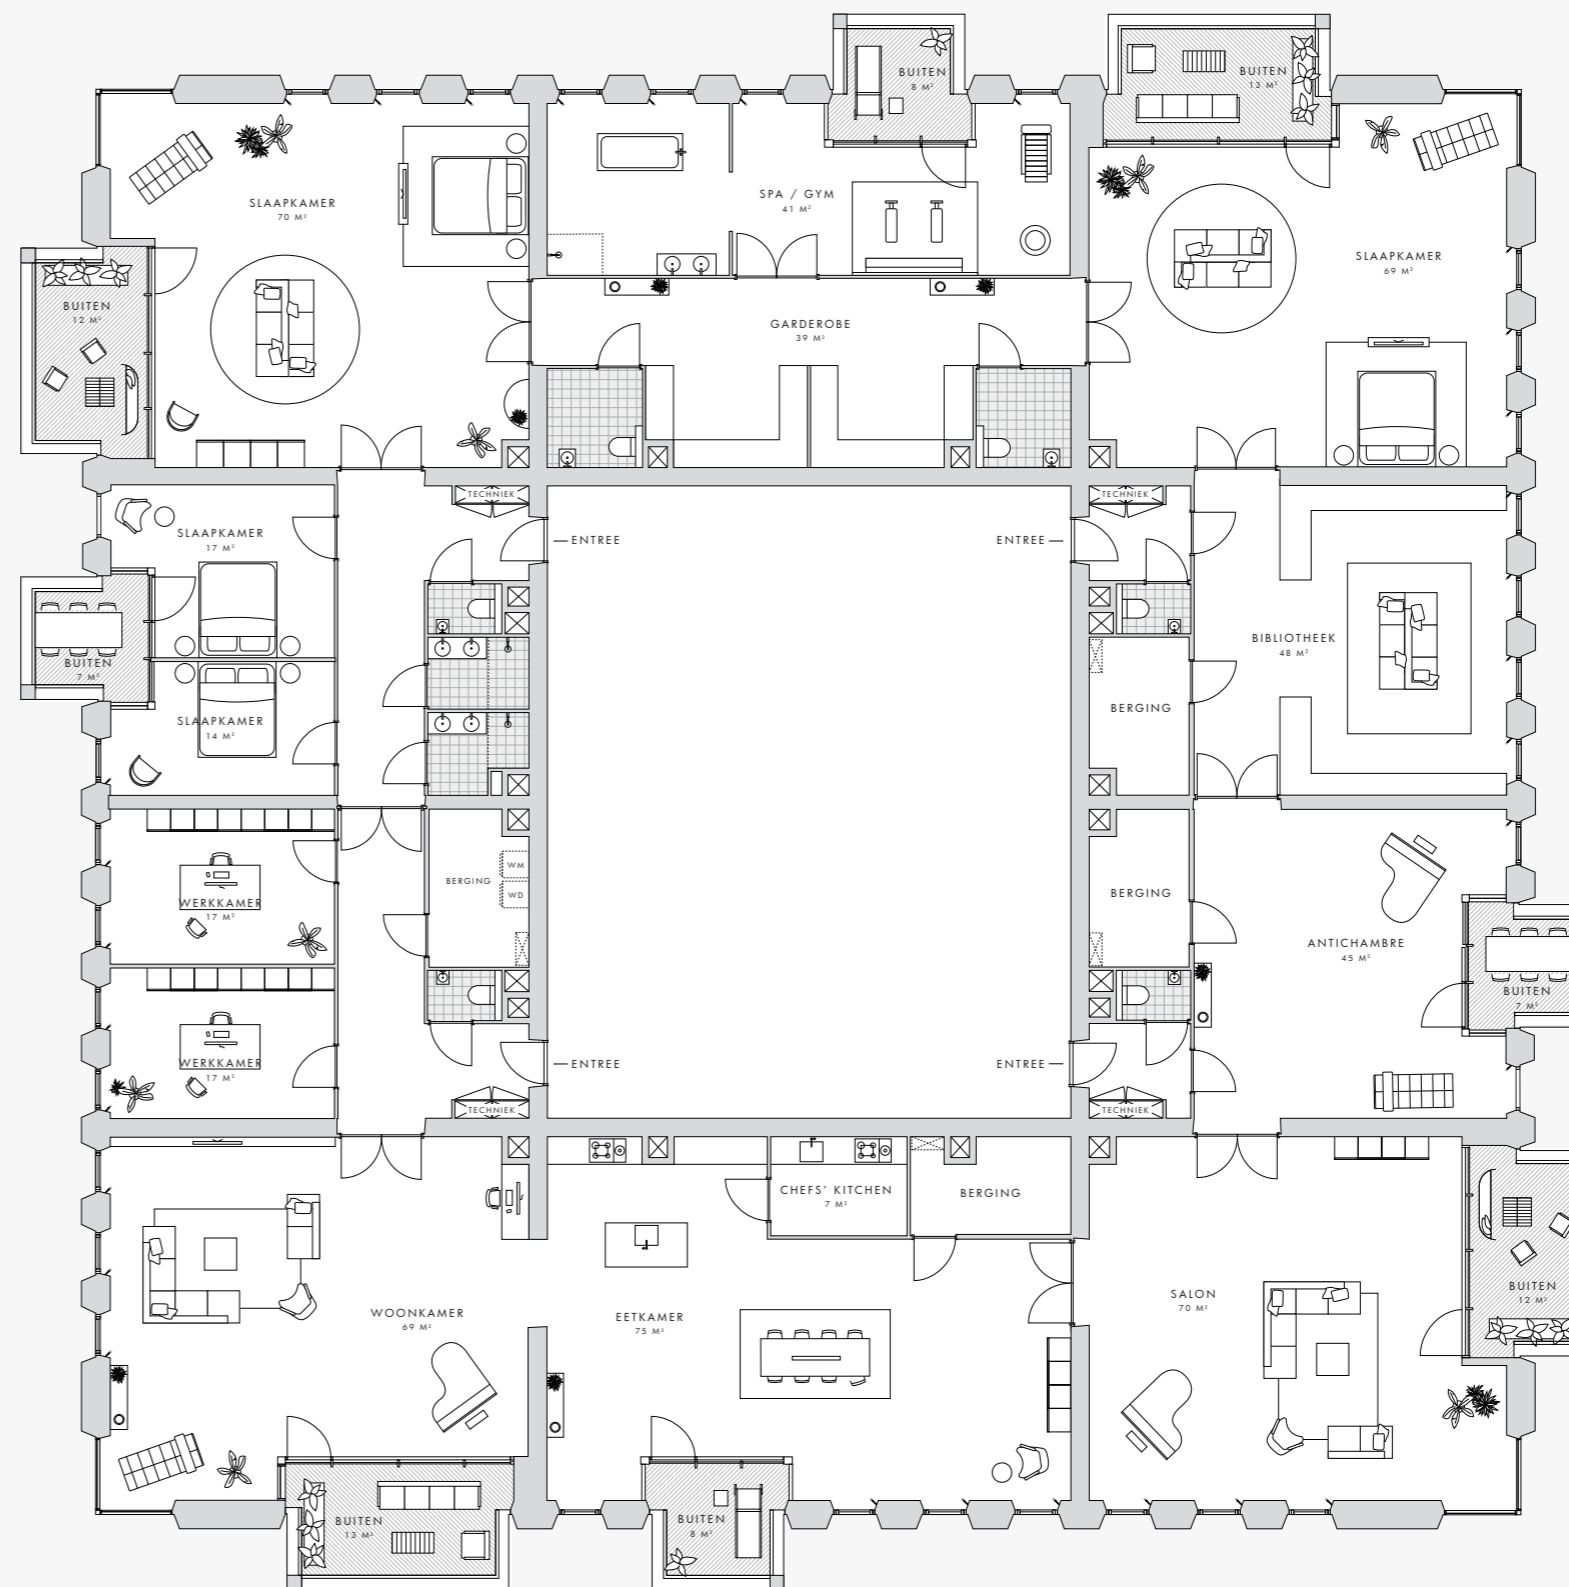 BUITEN
8 M²
BUITEN
13 M²
SLAAPKAMER
70 M²
SPA / GYM
41 M²
SLAAPKAMER
69 M²
BUITEN
12 M²
GARDEROBE
39 M²
TECHNIEK
TECHNIEK
SLAAPKAMER
17 M²
ENTREE
ENTREE
BUITEN
7 M²
BIBLIOTHEEK
48 M²
SLAAPKAMER
14 M²
BERGING
WERKKAMER
17 M²
BERGING
WM
WD
BERGING
ANTICHAMBRE
45 M²
BUITEN
7 M²
WERKKAMER
17 M²
ENTREE
ENTREE
TECHNIEK
TECHNIEK
CHEFS' KITCHEN
7 M²
BERGING
WOONKAMER
69 M²
EETKAMER
75 M²
SALON
70 M²
BUITEN
12 M²
BUITEN
13 M²
BUITEN
8 M²